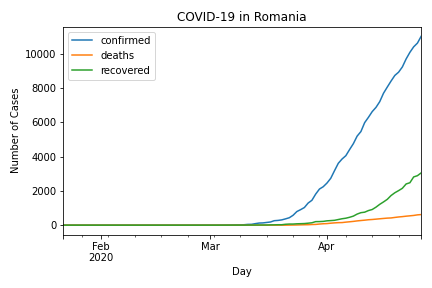 COVID-19 in Romania
confirmed
deaths
recovered
Number of Cases
10000
8000
6000
4000
2000
0
Feb
2020
Mar
Apr
Day